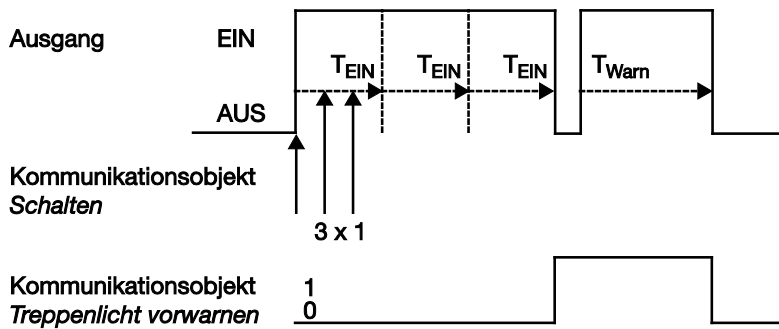 Ausgang EIN
T_EIN T_EIN T_EIN T_Warn
AUS
Kommunikationsobjekt
Schalten
3 x 1
Kommunikationsobjekt 1
Treppenlicht vorwarnen 0